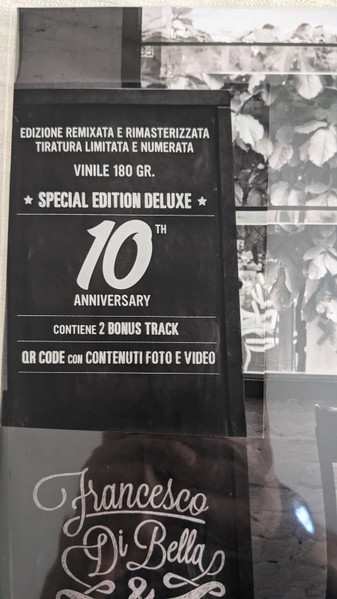 EDIZIONE REMIXATA E RIMASTERIZZATA
TIRATURA LIMITATA E NUMERATA
VINILE 180 GR.
★ SPECIAL EDITION DELUXE ★
10TH
ANNIVERSARY
CONTIENE 2 BONUS TRACK
QR CODE CON CONTENUTI FOTO E VIDEO
Francesco
Di Bella
&